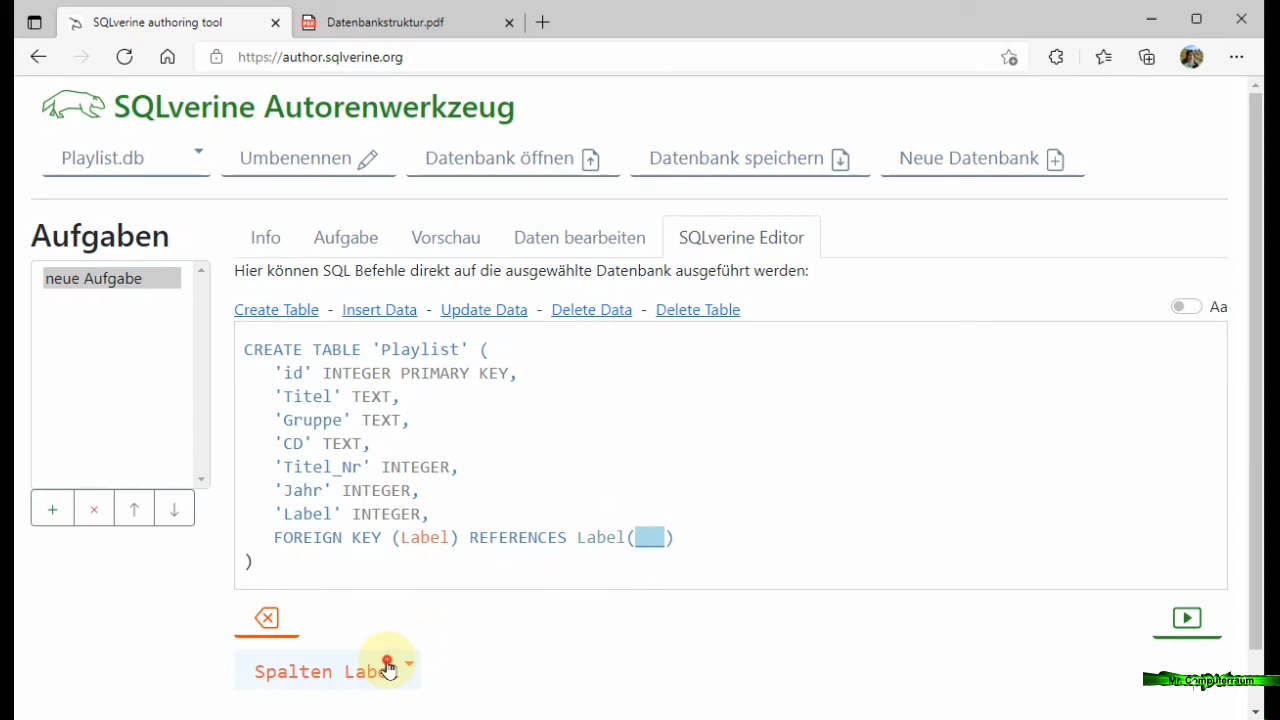 SQLverine authoring tool
Datenbankstruktur.pdf
https://author.sqlverine.org
SQLverine Autorenwerkzeug
Playlist.db
Umbenennen
Datenbank öffnen
Datenbank speichern
Neue Datenbank
Aufgaben
Info
Aufgabe
Vorschau
Daten bearbeiten
SQLverine Editor
neue Aufgabe
Hier können SQL Befehle direkt auf die ausgewählte Datenbank ausgeführt werden:
Create Table - Insert Data - Update Data - Delete Data - Delete Table
Aa
CREATE TABLE 'Playlist' (
'id' INTEGER PRIMARY KEY,
'Titel' TEXT,
'Gruppe' TEXT,
'CD' TEXT,
'Titel_Nr' INTEGER,
'Jahr' INTEGER,
'Label' INTEGER,
FOREIGN KEY (Label) REFERENCES Label(___)
)
Spalten Label
Mr. Computerraum